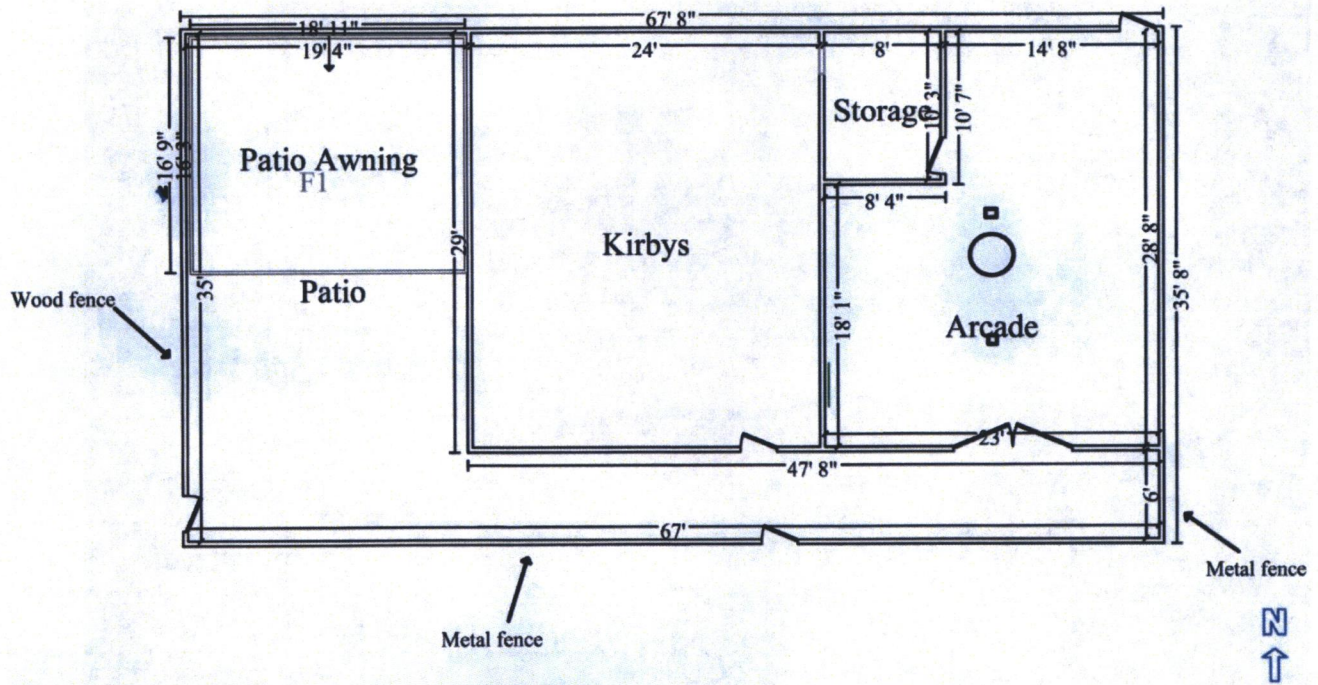 67' 8"
18' 11"
19' 4"
24'
8'
14' 8"
16' 9"
16' 3"
Patio Awning
F1
Storage
10' 3"
10' 7"
8' 4"
29'
Kirbys
28' 8"
35' 8"
Wood fence
35'
Patio
18' 1"
Arcade
23'
47' 8"
6'
67'
Metal fence
Metal fence
N